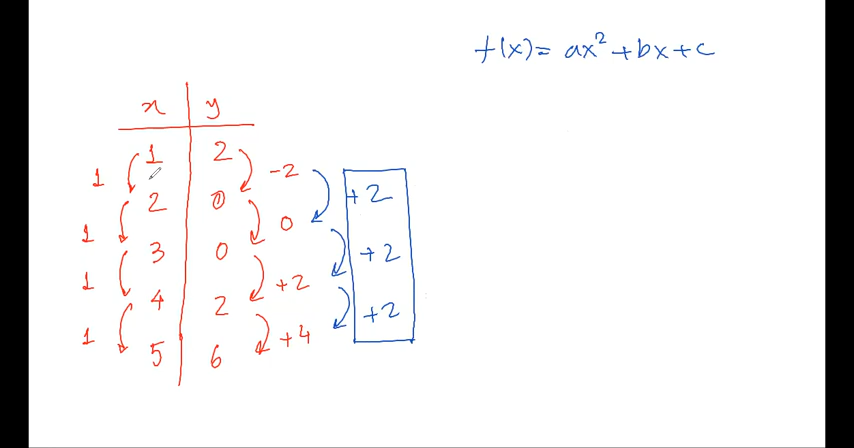 f(x) = ax² + bx + c
x y
1 2
1 -2
2 0 +2
1 0
3 0 +2
1 +2
4 2 +2
1 +4
5 6